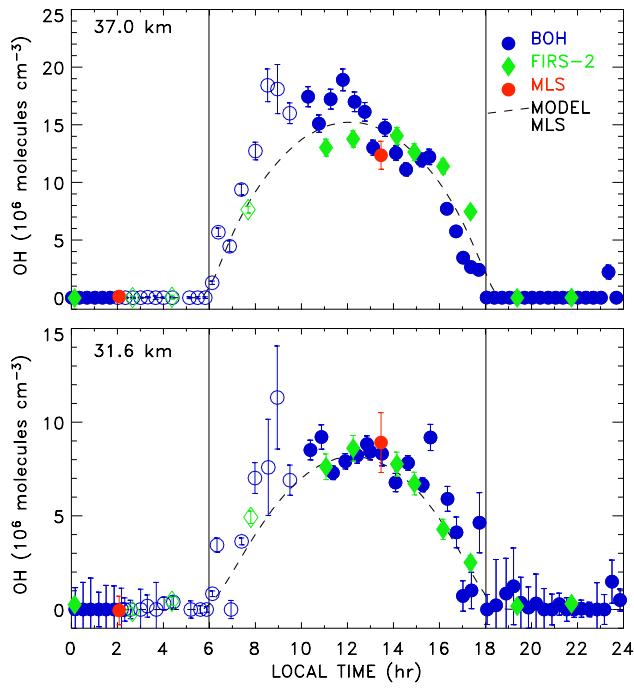 25
37.0 km
BOH
20
FIRS-2
MLS
15
MODEL
MLS
10
5
0
OH (10⁶ molecules cm⁻³)
15
31.6 km
10
5
0
OH (10⁶ molecules cm⁻³)
0 2 4 6 8 10 12 14 16 18 20 22 24
LOCAL TIME (hr)